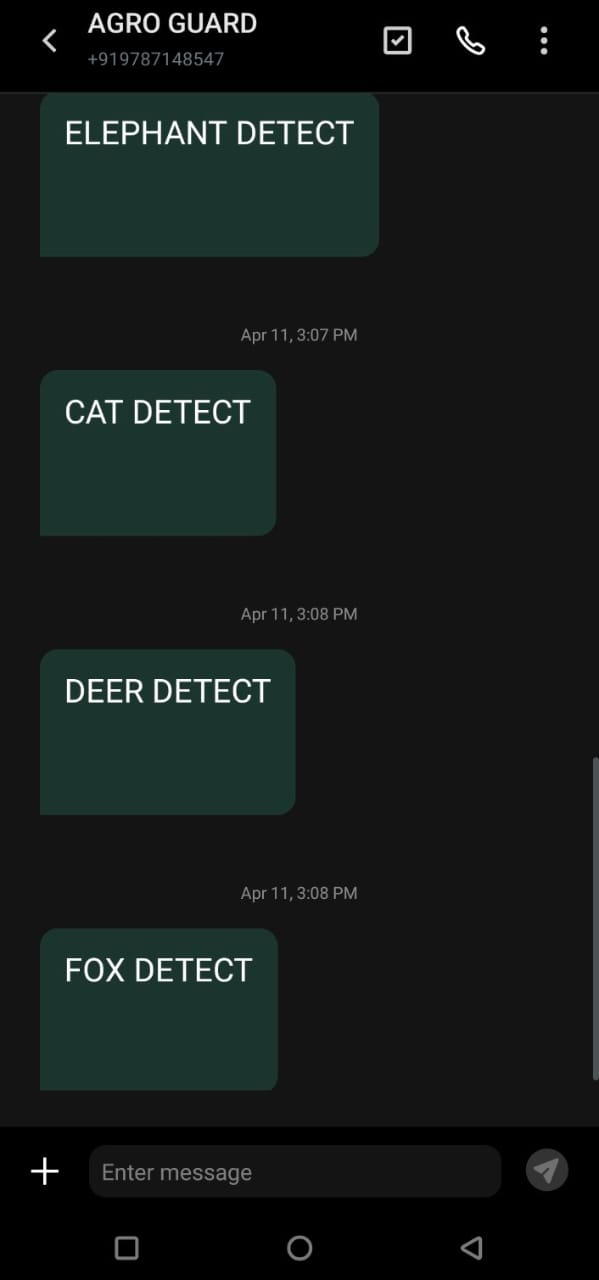 AGRO GUARD
+919787148547
ELEPHANT DETECT
Apr 11, 3:07 PM
CAT DETECT
Apr 11, 3:08 PM
DEER DETECT
Apr 11, 3:08 PM
FOX DETECT
Enter message